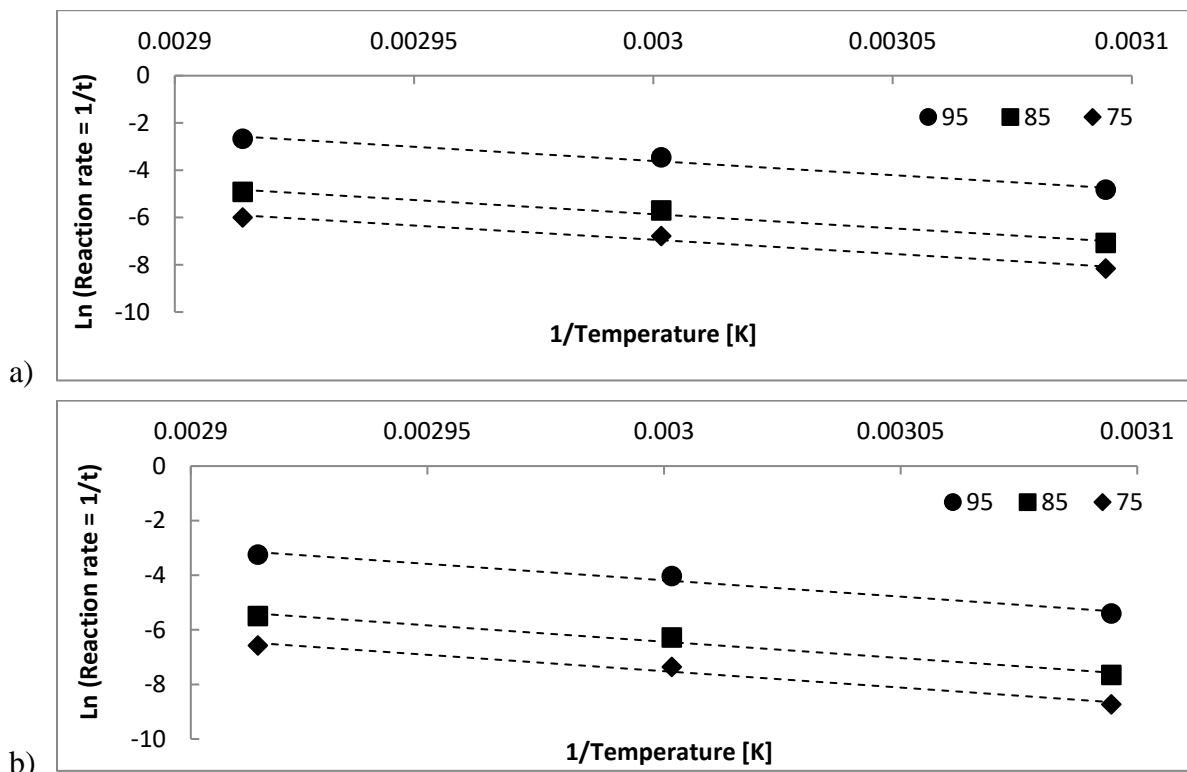 0.0029 0.00295 0.003 0.00305 0.0031
0
-2
-4
-6
-8
-10
Ln (Reaction rate = 1/t)
95 85 75
1/Temperature [K]
a)
0.0029 0.00295 0.003 0.00305 0.0031
0
-2
-4
-6
-8
-10
Ln (Reaction rate = 1/t)
95 85 75
1/Temperature [K]
b)